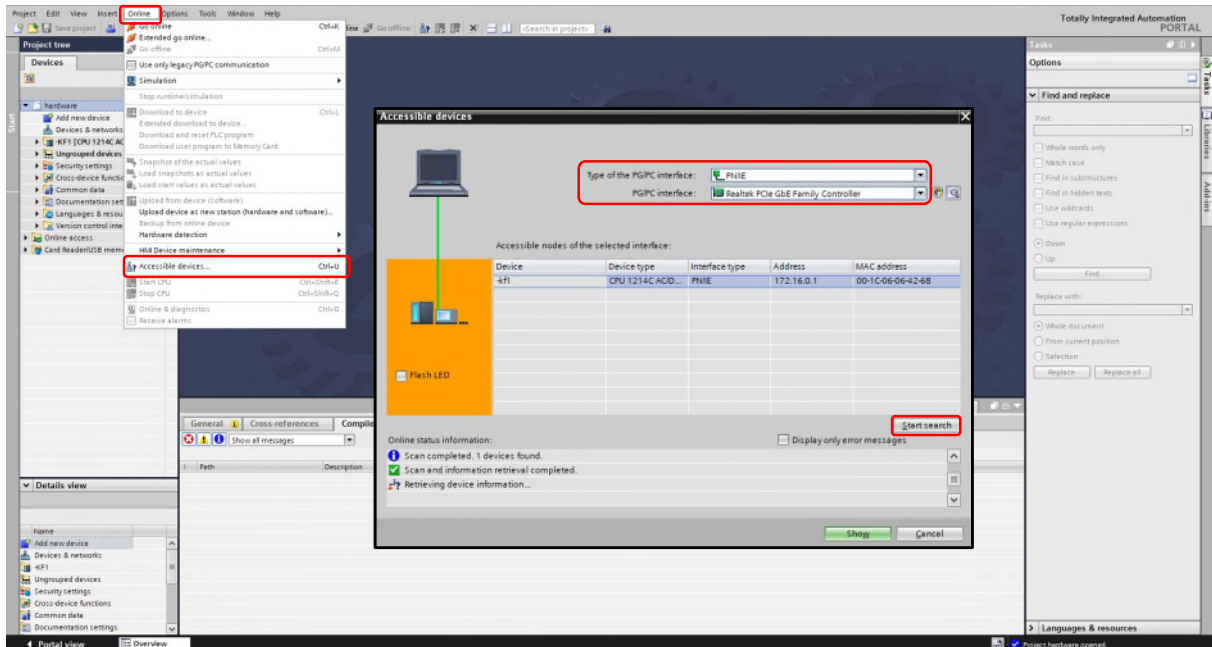 Project Edit View Insert Online Options Tools Window Help
Totally Integrated Automation
PORTAL
Save project
Go offline
<Search in project>
Project tree
Devices
hardware
Add new device
Devices & networks
-KF1 [CPU 1214C AC
Ungrouped devices
Security settings
Cross-device functio
Common data
Documentation sett
Languages & resou
Version control inte
Online access
Card Reader/USB mem
Start
Go online Ctrl+K
Extended go online...
Go offline Ctrl+M
Use only legacy PG/PC communication
Simulation
Stop runtime/simulation
Download to device Ctrl+L
Extended download to device...
Download and reset PLC program
Download user program to Memory Card
Snapshot of the actual values
Load snapshots as actual values
Load start values as actual values
Upload from device (software)
Upload device as new station (hardware and software)...
Backup from online device
Hardware detection
HMI Device maintenance
Accessible devices... Ctrl+U
Start CPU Ctrl+Shift+E
Stop CPU Ctrl+Shift+Q
Online & diagnostics Ctrl+D
Receive alarms
Accessible devices
Type of the PG/PC interface: PN/IE
PG/PC interface: Realtek PCIe GbE Family Controller
Accessible nodes of the selected interface:
Device Device type Interface type Address MAC address
-kf1 CPU 1214C AC/D... PN/IE 172.16.0.1 00-1C-06-06-42-68
Flash LED
Start search
Online status information:
Display only error messages
Scan completed. 1 devices found.
Scan and information retrieval completed.
Retrieving device information...
Show Cancel
General Cross-references Compile
Show all messages
! Path Description
Details view
Name
Add new device
Devices & networks
-KF1
Ungrouped devices
Security settings
Cross-device functions
Common data
Documentation settings
Portal view Overview
Tasks
Options
Find and replace
Find:
Whole words only
Match case
Find in substructures
Find in hidden texts
Use wildcards
Use regular expressions
Down
Up
Find
Replace with:
Whole document
From current position
Selection
Replace Replace all
Languages & resources
Tasks
Libraries
Add-ins
Project hardware opened.